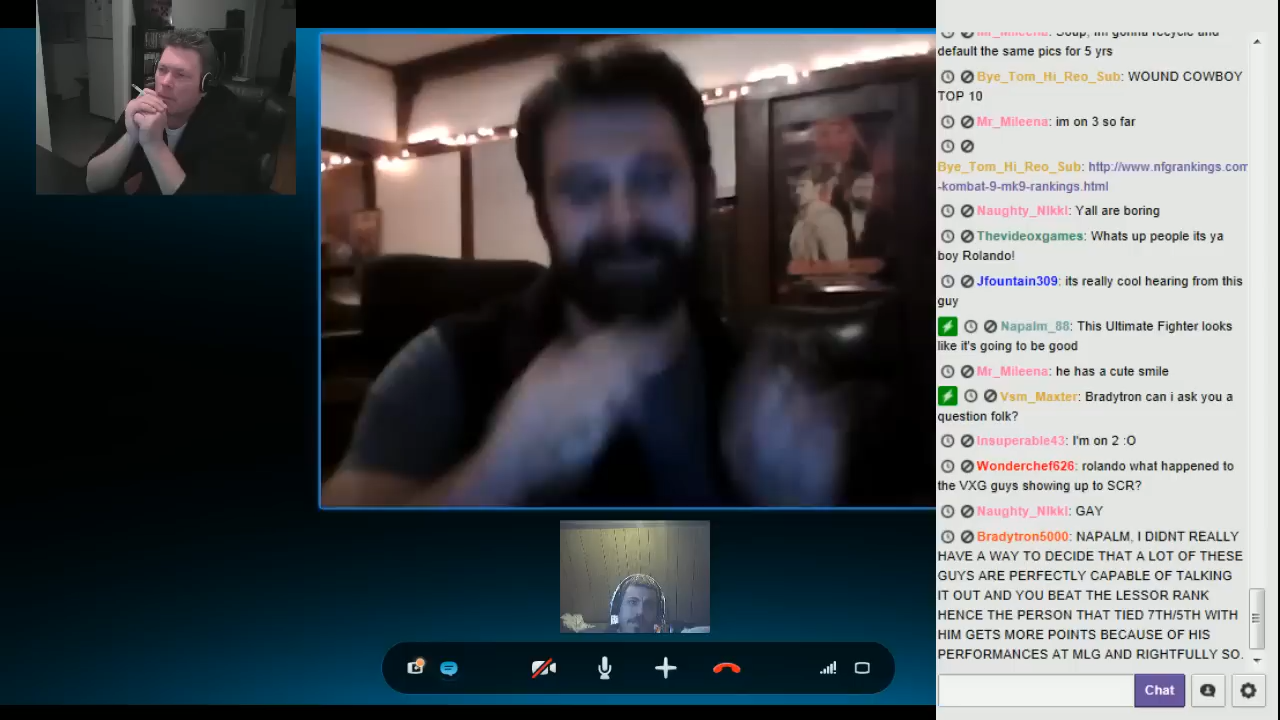 default the same pics for 5 yrs
Bye_Tom_Hi_Reo_Sub: WOUND COWBOY
TOP 10
Mr_Mileena: im on 3 so far
Bye_Tom_Hi_Reo_Sub: http://www.nfgrankings.com
-kombat-9-mk9-rankings.html
Naughty_NIkkI: Yall are boring
Thevideoxgames: Whats up people its ya
boy Rolando!
Jfountain309: its really cool hearing from this
guy
Napalm_88: This Ultimate Fighter looks
like it's going to be good
Mr_Mileena: he has a cute smile
Vsm_Maxter: Bradytron can i ask you a
question folk?
Insuperable43: I'm on 2 :O
Wonderchef626: rolando what happened to
the VXG guys showing up to SCR?
Naughty_NIkkI: GAY
Bradytron5000: NAPALM, I DIDNT REALLY
HAVE A WAY TO DECIDE THAT A LOT OF THESE
GUYS ARE PERFECTLY CAPABLE OF TALKING
IT OUT AND YOU BEAT THE LESSOR RANK
HENCE THE PERSON THAT TIED 7TH/5TH WITH
HIM GETS MORE POINTS BECAUSE OF HIS
PERFORMANCES AT MLG AND RIGHTFULLY SO.
Chat